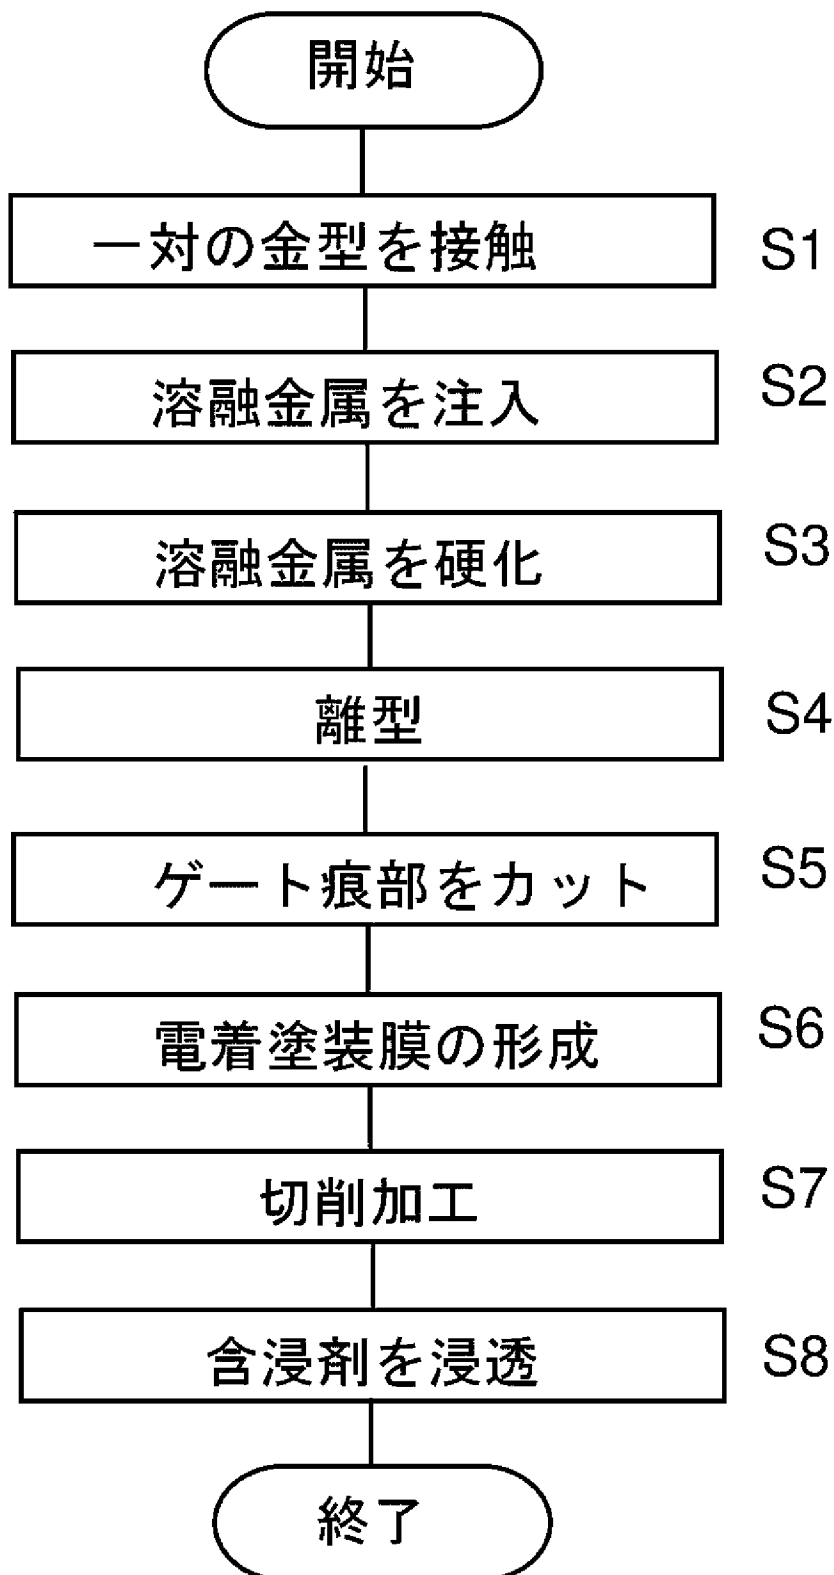 開始
一対の金型を接触 S1
溶融金属を注入 S2
溶融金属を硬化 S3
離型 S4
ゲート痕部をカット S5
電着塗装膜の形成 S6
切削加工 S7
含浸剤を浸透 S8
終了